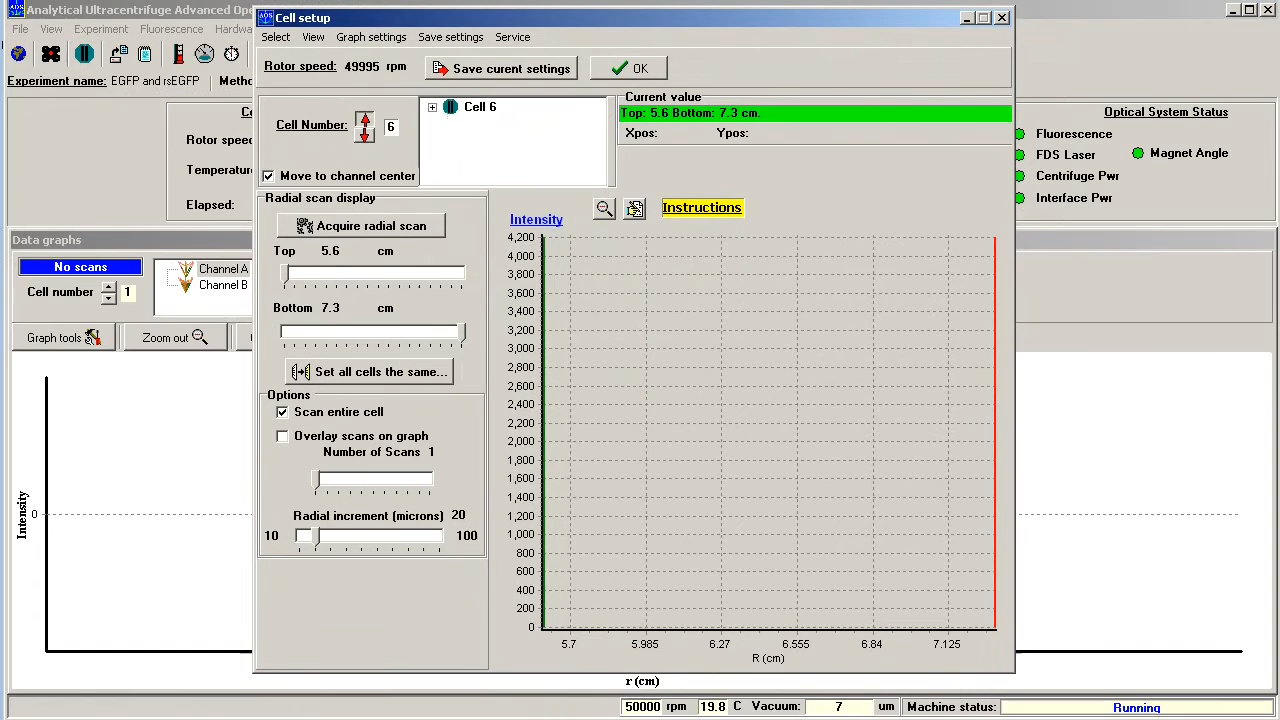 Analytical Ultracentrifuge Advanced Ope
File View Experiment Fluorescence Hardwa
Experiment name: EGFP and rsEGFP Metho
Rotor speed
Temperature
Elapsed:
Optical System Status
Fluorescence
FDS Laser
Magnet Angle
Centrifuge Pwr
Interface Pwr
Data graphs
No scans
Cell number 1
Channel A
Channel B
Graph tools Zoom out
Intensity
0
r (cm)
Cell setup
Select View Graph settings Save settings Service
Rotor speed: 49995 rpm Save curent settings OK
Cell Number: 6
Cell 6
Move to channel center
Current value
Top: 5.6 Bottom: 7.3 cm.
Xpos: Ypos:
Radial scan display
Acquire radial scan
Top 5.6 cm
Bottom 7.3 cm
Set all cells the same...
Options
Scan entire cell
Overlay scans on graph
Number of Scans 1
Radial increment (microns) 20
10 100
Instructions
Intensity
4,200
4,000
3,800
3,600
3,400
3,200
3,000
2,800
2,600
2,400
2,200
2,000
1,800
1,600
1,400
1,200
1,000
800
600
400
200
0
5.7 5.985 6.27 6.555 6.84 7.125
R (cm)
50000 rpm 19.8 C Vacuum: 7 um Machine status: Running